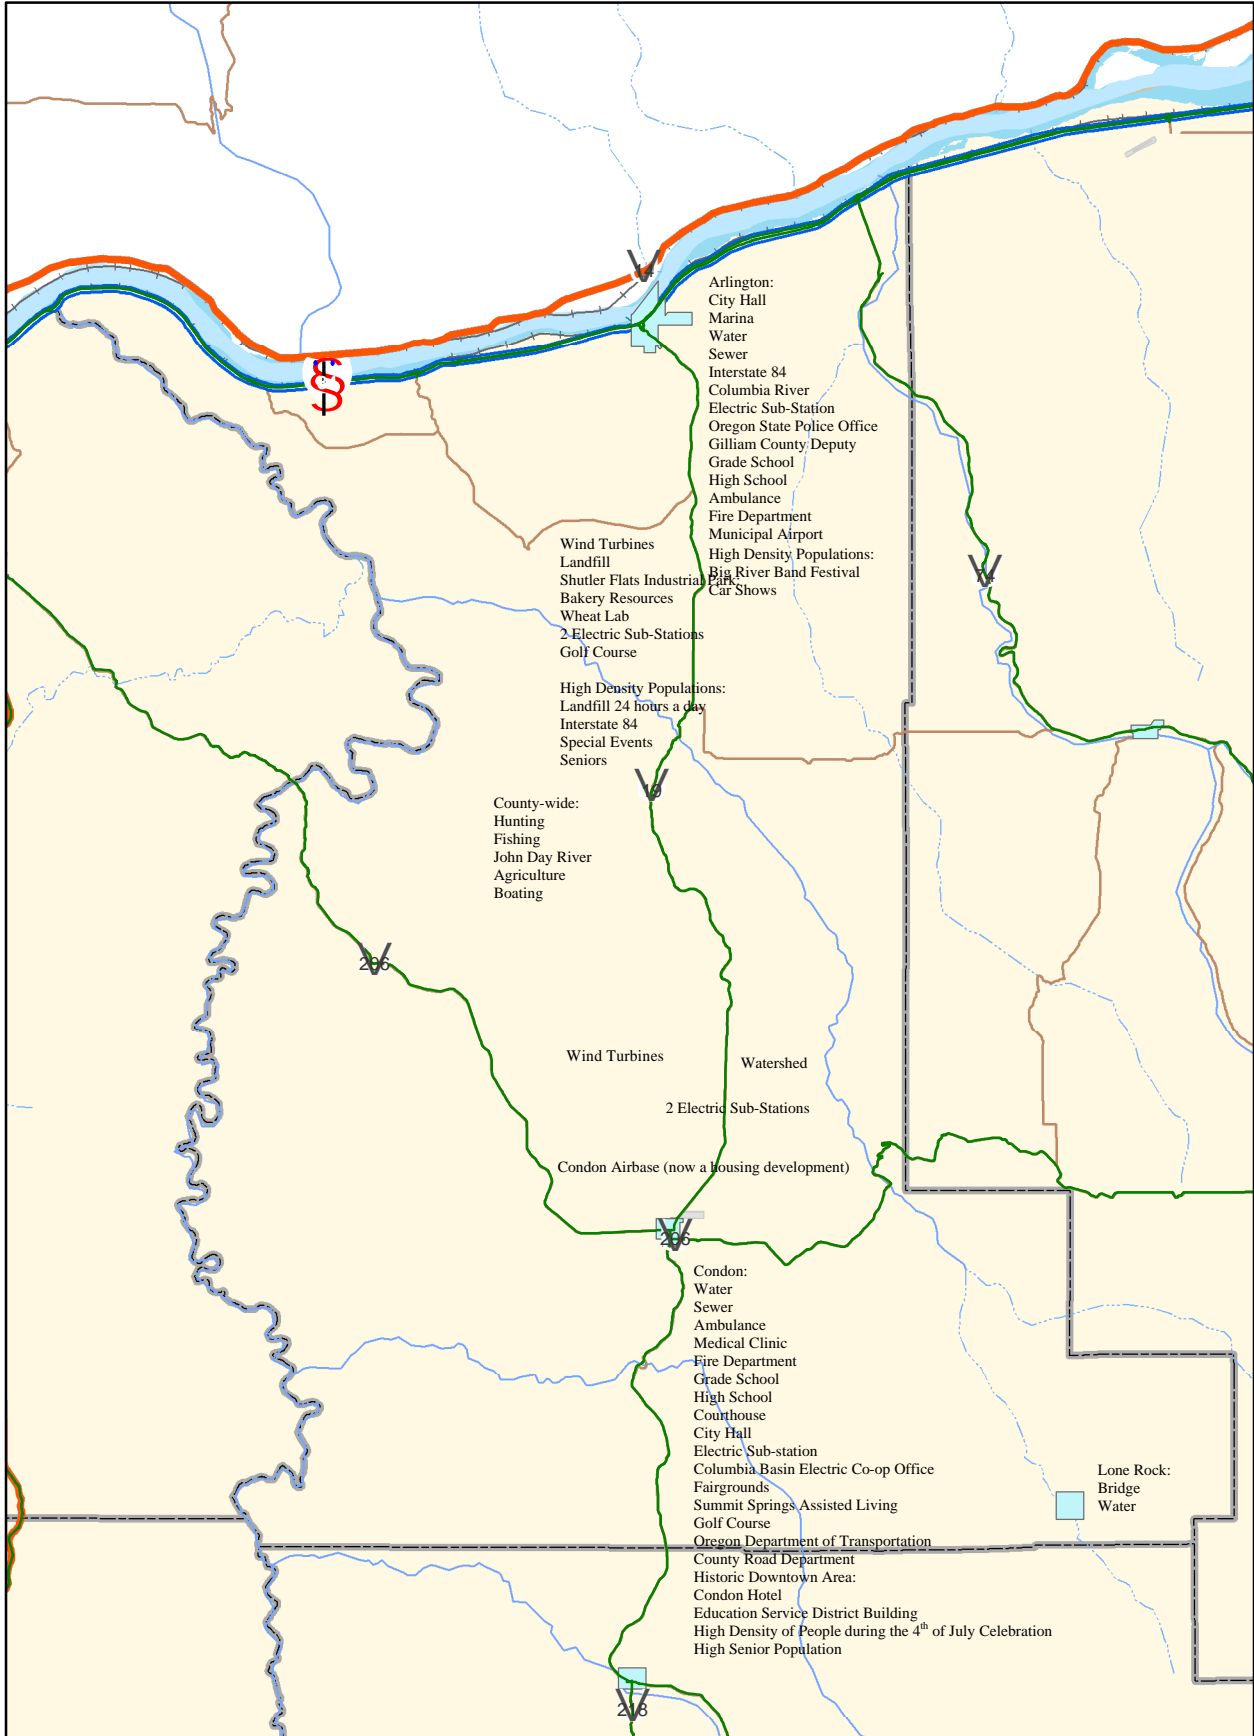 14
Arlington:
City Hall
Marina
Water
Sewer
Interstate 84
Columbia River
Electric Sub-Station
Oregon State Police Office
Gilliam County Deputy
Grade School
High School
Ambulance
Fire Department
Municipal Airport
High Density Populations:
Big River Band Festival
Car Shows
74
Wind Turbines
Landfill
Shutler Flats Industrial Park:
Bakery Resources
Wheat Lab
2 Electric Sub-Stations
Golf Course
High Density Populations:
Landfill 24 hours a day
Interstate 84
Special Events
Seniors
19
County-wide:
Hunting
Fishing
John Day River
Agriculture
Boating
206
Wind Turbines
Watershed
2 Electric Sub-Stations
Condon Airbase (now a housing development)
206
Condon:
Water
Sewer
Ambulance
Medical Clinic
Fire Department
Grade School
High School
Courthouse
City Hall
Electric Sub-station
Columbia Basin Electric Co-op Office
Fairgrounds
Summit Springs Assisted Living
Golf Course
Oregon Department of Transportation
County Road Department
Historic Downtown Area:
Condon Hotel
Education Service District Building
High Density of People during the 4th of July Celebration
High Senior Population
Lone Rock:
Bridge
Water
218